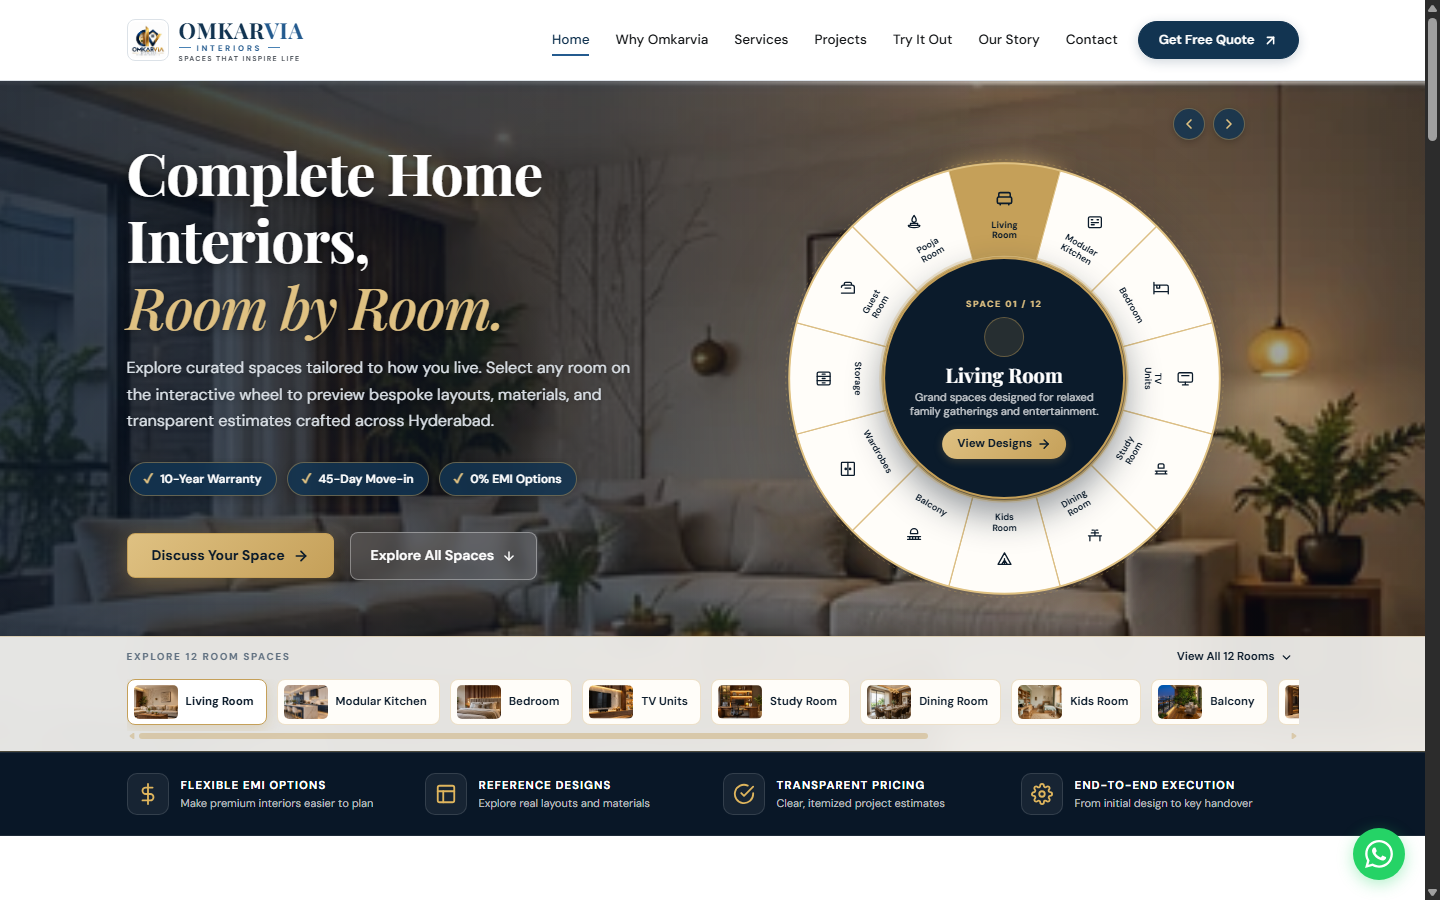 OMKARVIA
OMKARVIA
INTERIORS
SPACES THAT INSPIRE LIFE
Home
Why Omkarvia
Services
Projects
Try It Out
Our Story
Contact
Get Free Quote
Complete Home
Interiors,
Room by Room.
Explore curated spaces tailored to how you live. Select any room on
the interactive wheel to preview bespoke layouts, materials, and
transparent estimates crafted across Hyderabad.
✓ 10-Year Warranty
✓ 45-Day Move-in
✓ 0% EMI Options
Discuss Your Space →
Explore All Spaces ↓
Living
Room
Modular
Kitchen
Bedroom
TV
Units
Study
Room
Dining
Room
Kids
Room
Balcony
Wardrobes
Storage
Guest
Room
Pooja
Room
SPACE 01 / 12
Living Room
Grand spaces designed for relaxed
family gatherings and entertainment.
View Designs →
EXPLORE 12 ROOM SPACES
View All 12 Rooms
Living Room
Modular Kitchen
Bedroom
TV Units
Study Room
Dining Room
Kids Room
Balcony
FLEXIBLE EMI OPTIONS
Make premium interiors easier to plan
REFERENCE DESIGNS
Explore real layouts and materials
TRANSPARENT PRICING
Clear, itemized project estimates
END-TO-END EXECUTION
From initial design to key handover